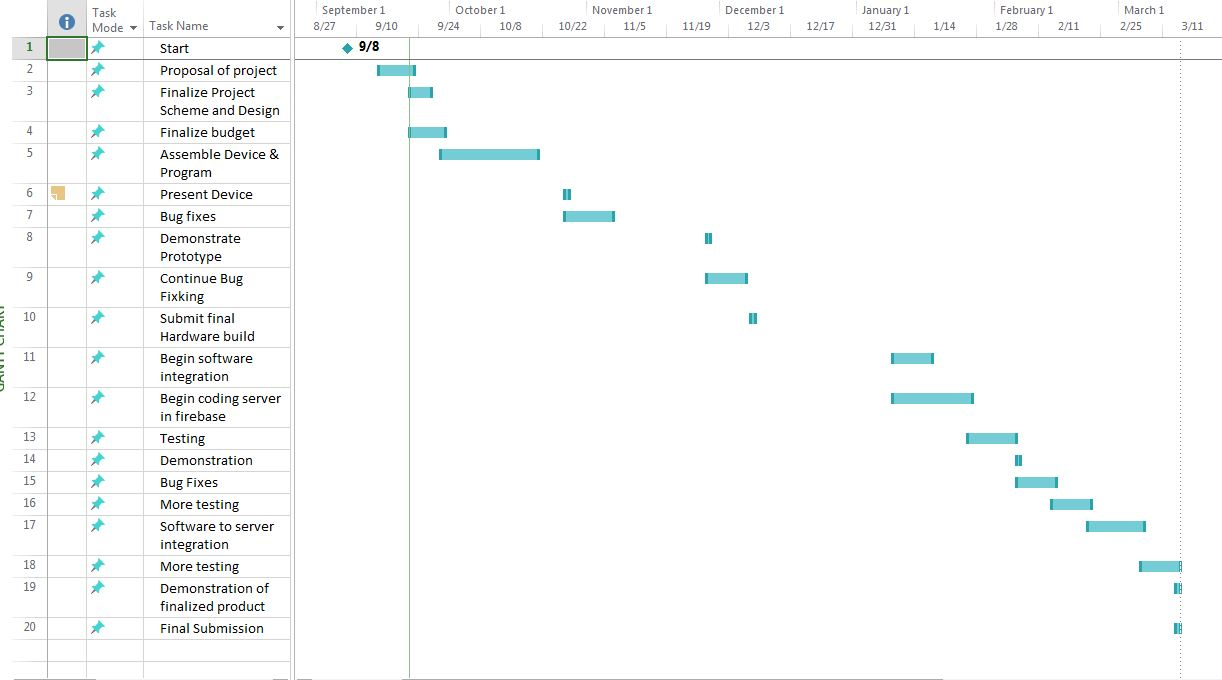 September 1 October 1 November 1 December 1 January 1 February 1 March 1
Task Mode Task Name
8/27 9/10 9/24 10/8 10/22 11/5 11/19 12/3 12/17 12/31 1/14 1/28 2/11 2/25 3/11
1 Start 9/8
2 Proposal of project
3 Finalize Project
Scheme and Design
4 Finalize budget
5 Assemble Device &
Program
6 Present Device
7 Bug fixes
8 Demonstrate
Prototype
9 Continue Bug
Fixking
10 Submit final
Hardware build
11 Begin software
integration
12 Begin coding server
in firebase
13 Testing
14 Demonstration
15 Bug Fixes
16 More testing
17 Software to server
integration
18 More testing
19 Demonstration of
finalized product
20 Final Submission